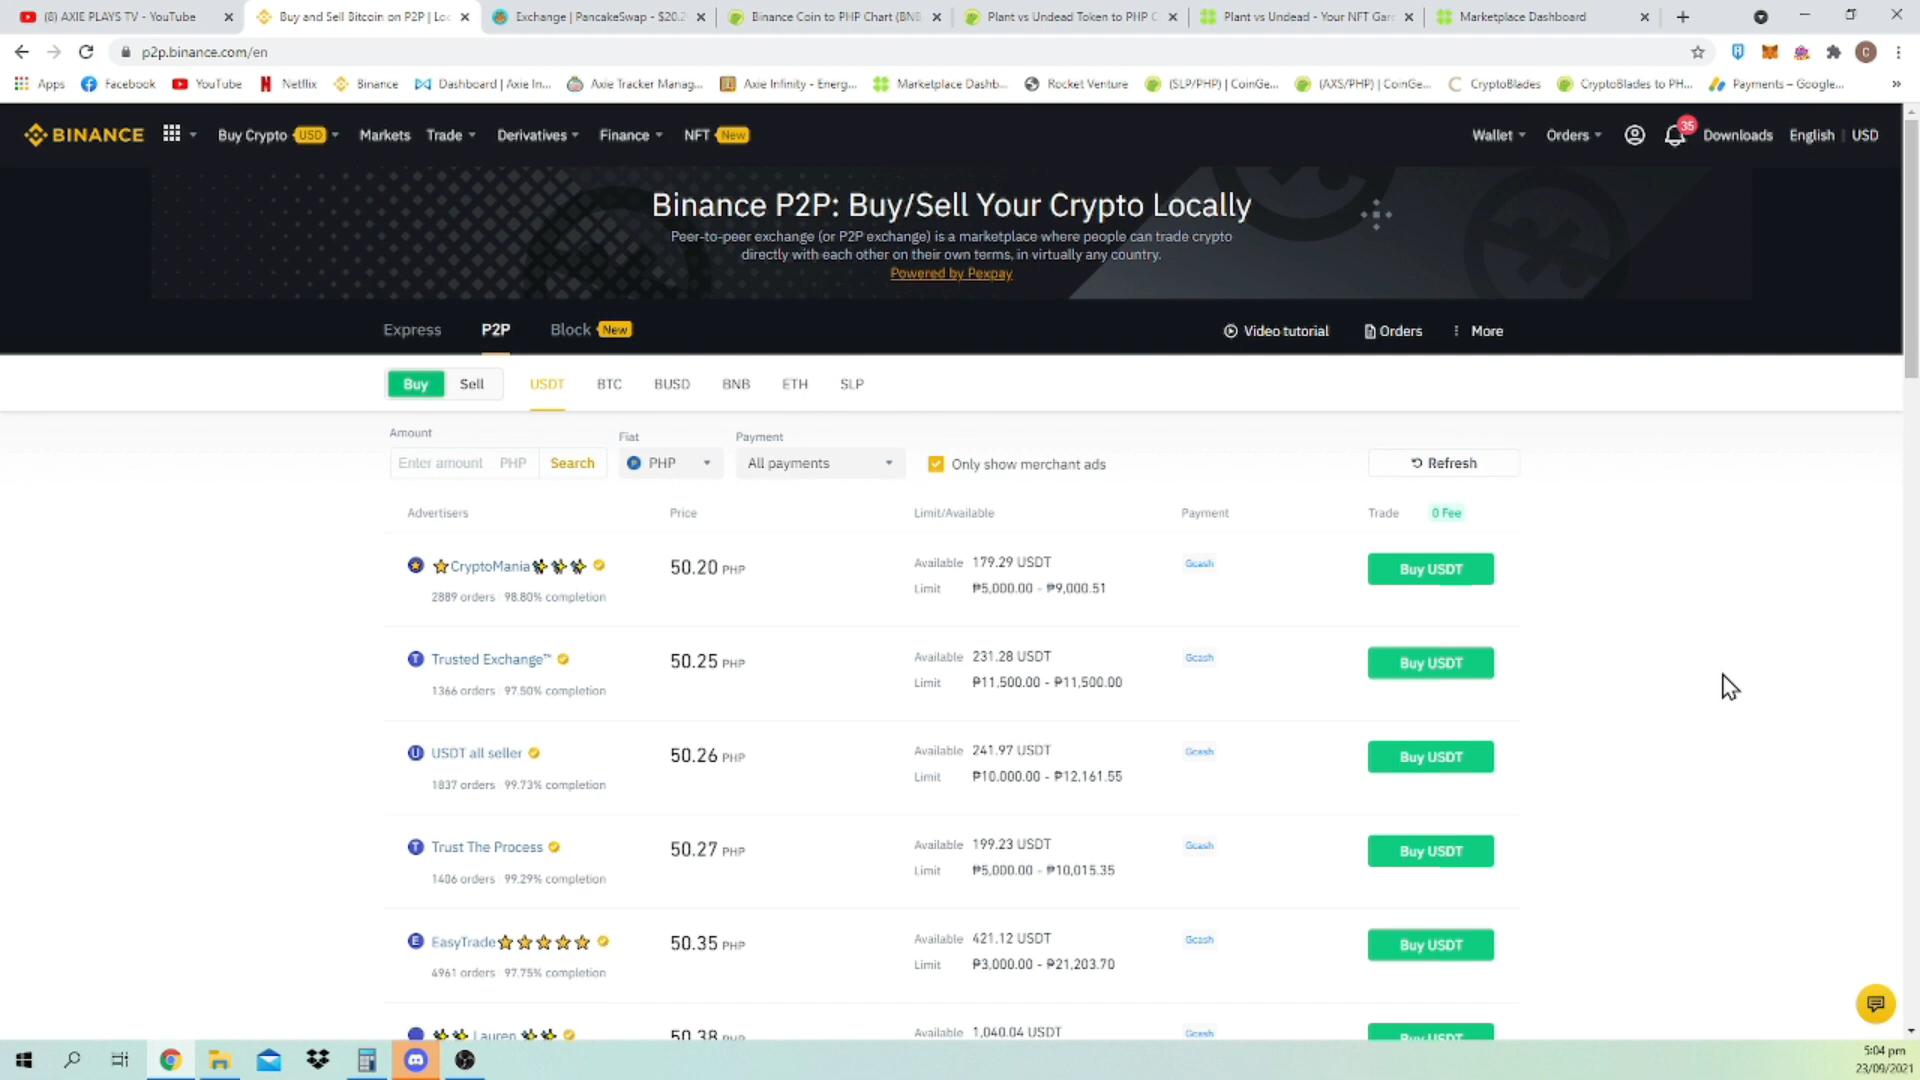 (8) AXIE PLAYS TV - YouTube
Buy and Sell Bitcoin on P2P | Loc
Exchange | PancakeSwap - $20.2
Binance Coin to PHP Chart (BNB
Plant vs Undead Token to PHP C
Plant vs Undead - Your NFT Gar
Marketplace Dashboard
p2p.binance.com/en
C
Apps
Facebook
YouTube
Netflix
Binance
Dashboard | Axie In...
Axie Tracker Manag...
Axie Infinity - Energ...
Marketplace Dashb...
Rocket Venture
(SLP/PHP) | CoinGe...
(AXS/PHP) | CoinGe...
CryptoBlades
CryptoBlades to PH...
Payments – Google...
»
BINANCE
Buy Crypto USD
Markets
Trade
Derivatives
Finance
NFT New
Wallet
Orders
35
Downloads
English | USD
Binance P2P: Buy/Sell Your Crypto Locally
Peer-to-peer exchange (or P2P exchange) is a marketplace where people can trade crypto
directly with each other on their own terms, in virtually any country.
Powered by Pexpay
Express
P2P
Block New
Video tutorial
Orders
More
Buy
Sell
USDT
BTC
BUSD
BNB
ETH
SLP
Amount
Fiat
Payment
Enter amount PHP Search
PHP
All payments
Only show merchant ads
Refresh
Advertisers
Price
Limit/Available
Payment
Trade 0 Fee
CryptoMania
2889 orders | 98.80% completion
50.20 PHP
Available 179.29 USDT
Limit ₱5,000.00 - ₱9,000.51
Gcash
Buy USDT
T Trusted Exchange™
1366 orders | 97.50% completion
50.25 PHP
Available 231.28 USDT
Limit ₱11,500.00 - ₱11,500.00
Gcash
Buy USDT
U USDT all seller
1837 orders | 99.73% completion
50.26 PHP
Available 241.97 USDT
Limit ₱10,000.00 - ₱12,161.55
Gcash
Buy USDT
T Trust The Process
1406 orders | 99.29% completion
50.27 PHP
Available 199.23 USDT
Limit ₱5,000.00 - ₱10,015.35
Gcash
Buy USDT
E EasyTrade
4961 orders | 97.75% completion
50.35 PHP
Available 421.12 USDT
Limit ₱3,000.00 - ₱21,203.70
Gcash
Buy USDT
Lauren
50.38 PHP
Available 1,040.04 USDT
Gcash
Buy USDT
5:04 pm
23/09/2021